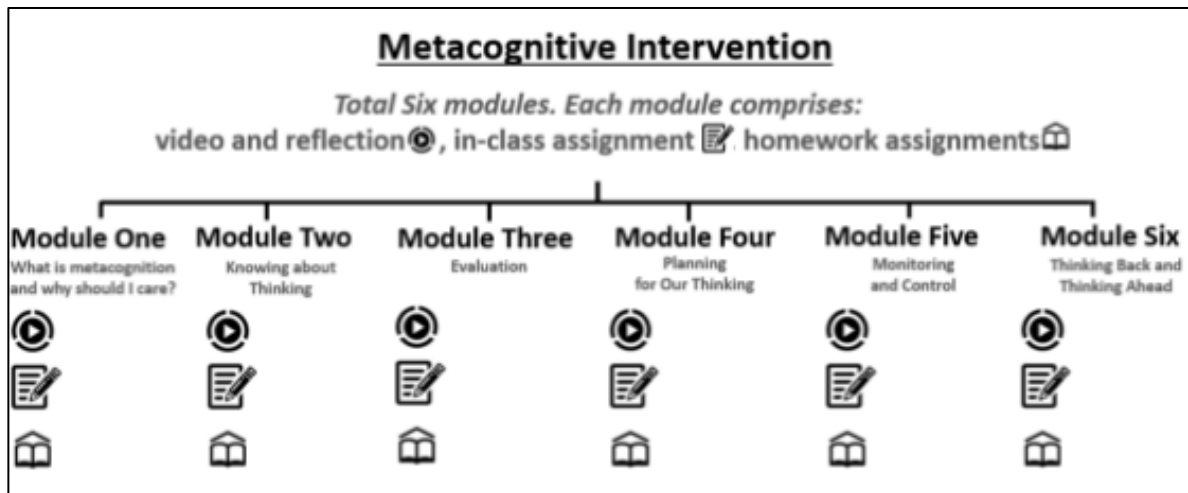 Metacognitive Intervention
Total Six modules. Each module comprises:
video and reflection , in-class assignment . homework assignments
Module One
What is metacognition
and why should I care?
Module Two
Knowing about
Thinking
Module Three
Evaluation
Module Four
Planning
for Our Thinking
Module Five
Monitoring
and Control
Module Six
Thinking Back and
Thinking Ahead